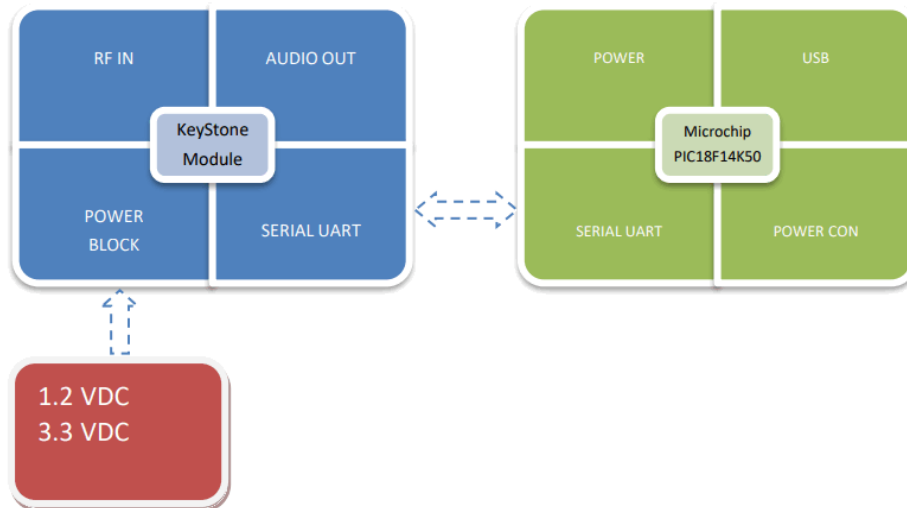 RF IN
AUDIO OUT
KeyStone
Module
POWER
BLOCK
SERIAL UART
POWER
USB
Microchip
PIC18F14K50
SERIAL UART
POWER CON
1.2 VDC
3.3 VDC